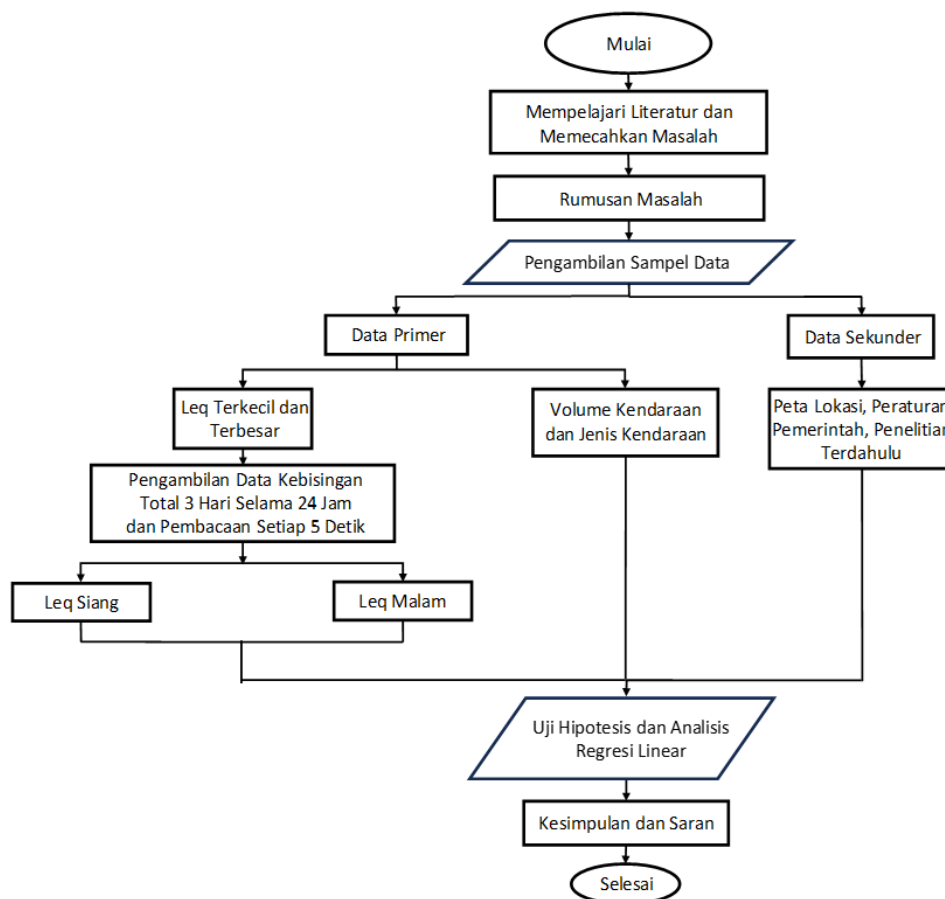 Mulai
Mempelajari Literatur dan
Memecahkan Masalah
Rumusan Masalah
Pengambilan Sampel Data
Data Primer
Data Sekunder
Leq Terkecil dan
Terbesar
Volume Kendaraan
dan Jenis Kendaraan
Peta Lokasi, Peraturan
Pemerintah, Penelitian
Terdahulu
Pengambilan Data Kebisingan
Total 3 Hari Selama 24 Jam
dan Pembacaan Setiap 5 Detik
Leq Siang
Leq Malam
Uji Hipotesis dan Analisis
Regresi Linear
Kesimpulan dan Saran
Selesai